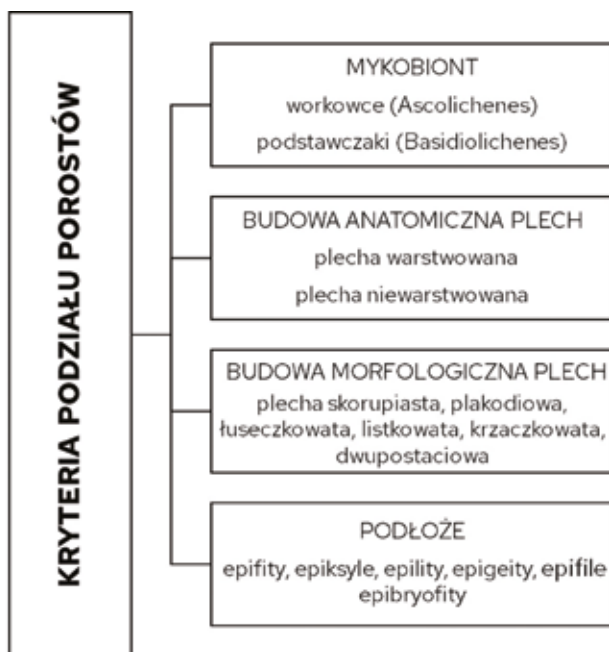 KRYTERIA PODZIAŁU POROSTÓW
MYKOBIONT
workowce (Ascolichenes)
podstawczaki (Basidiolichenes)
BUDOWA ANATOMICZNA PLECH
plecha warstwowana
plecha niewarstwowana
BUDOWA MORFOLOGICZNA PLECH
plecha skorupiasta, plakodiowa,
łuseczkowata, listkowata, krzaczkowata,
dwupostaciowa
PODŁOŻE
epifity, epiksyle, epility, epigeity, epifile
epibryofity